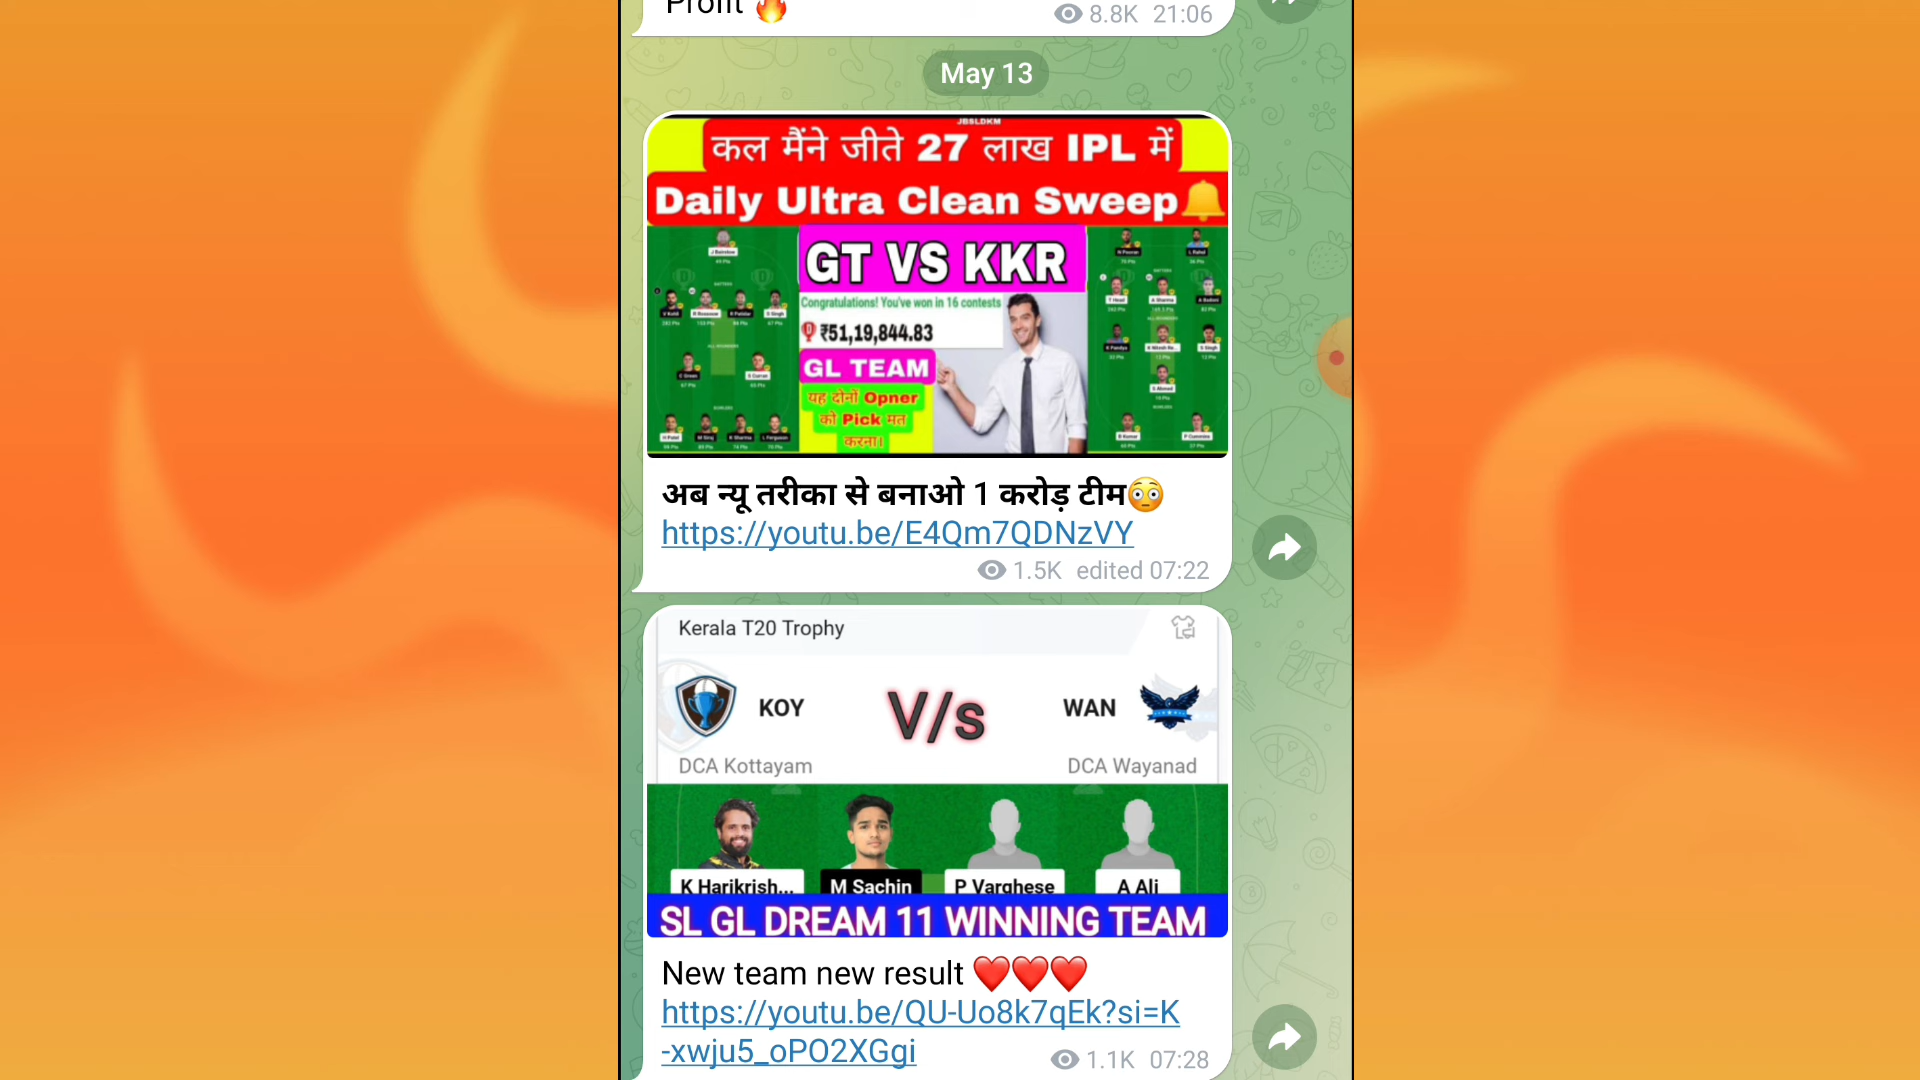 Profit 🔥
8.8K 21:06
May 13
JBSLDKM
कल मैंने जीते 27 लाख IPL में
Daily Ultra Clean Sweep🔔
GT VS KKR
Congratulations! You've won in 16 contests
₹51,19,844.83
GL TEAM
यह दोनों Opner
को Pick मत
करना।
अब न्यू तरीका से बनाओ 1 करोड़ टीम😳
https://youtu.be/E4Qm7QDNzVY
1.5K edited 07:22
Kerala T20 Trophy
KOY V/s WAN
DCA Kottayam DCA Wayanad
K Harikrish... M Sachin P Varghese A Ali
SL GL DREAM 11 WINNING TEAM
New team new result ❤️❤️❤️
https://youtu.be/QU-Uo8k7qEk?si=K
-xwju5_oPO2XGgi
1.1K 07:28